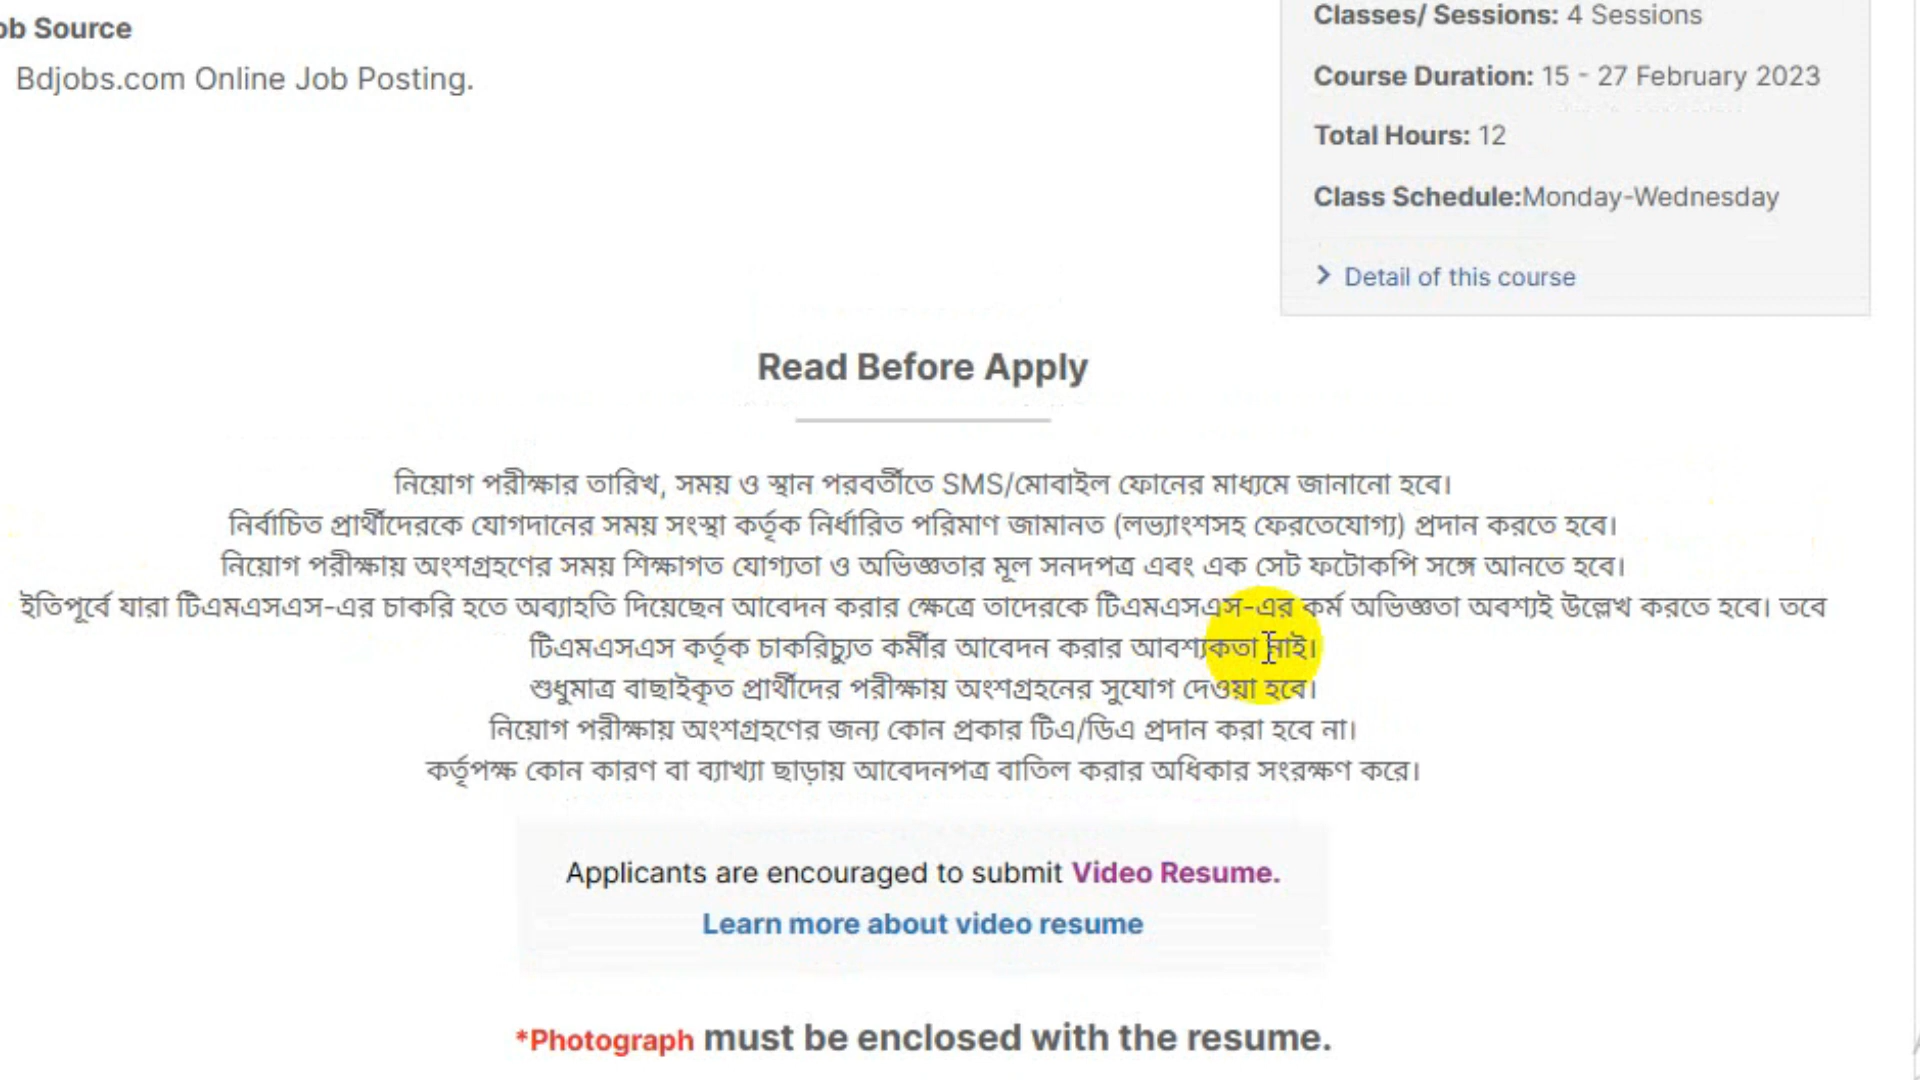 ob Source
Bdjobs.com Online Job Posting.
Classes/ Sessions: 4 Sessions
Course Duration: 15 - 27 February 2023
Total Hours: 12
Class Schedule:Monday-Wednesday
Detail of this course
Read Before Apply
নিয়োগ পরীক্ষার তারিখ, সময় ও স্থান পরবর্তীতে SMS/মোবাইল ফোনের মাধ্যমে জানানো হবে।
নির্বাচিত প্রার্থীদেরকে যোগদানের সময় সংস্থা কর্তৃক নির্ধারিত পরিমাণ জামানত (লভ্যাংশসহ ফেরতেযোগ্য) প্রদান করতে হবে।
নিয়োগ পরীক্ষায় অংশগ্রহণের সময় শিক্ষাগত যোগ্যতা ও অভিজ্ঞতার মূল সনদপত্র এবং এক সেট ফটোকপি সঙ্গে আনতে হবে।
ইতিপূর্বে যারা টিএমএসএস-এর চাকরি হতে অব্যাহতি দিয়েছেন আবেদন করার ক্ষেত্রে তাদেরকে টিএমএসএস-এর কর্ম অভিজ্ঞতা অবশ্যই উল্লেখ করতে হবে। তবে
টিএমএসএস কর্তৃক চাকরিচ্যুত কর্মীর আবেদন করার আবশ্যকতা নাই।
শুধুমাত্র বাছাইকৃত প্রার্থীদের পরীক্ষায় অংশগ্রহনের সুযোগ দেওয়া হবে।
নিয়োগ পরীক্ষায় অংশগ্রহণের জন্য কোন প্রকার টিএ/ডিএ প্রদান করা হবে না।
কর্তৃপক্ষ কোন কারণ বা ব্যাখ্যা ছাড়ায় আবেদনপত্র বাতিল করার অধিকার সংরক্ষণ করে।
Applicants are encouraged to submit Video Resume.
Learn more about video resume
*Photograph must be enclosed with the resume.